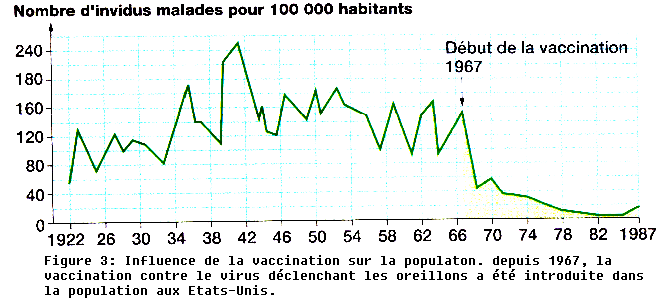 Nombre d'invidus malades pour 100 000 habitants
Début de la vaccination
1967
240
180
160
120
80
40
0
1922 26 30 34 38 42 46 50 54 58 62 66 70 74 78 82 1987
Figure 3: Influence de la vaccination sur la populaton. depuis 1967, la
vaccination contre le virus déclenchant les oreillons a été introduite dans
la population aux Etats-Unis.